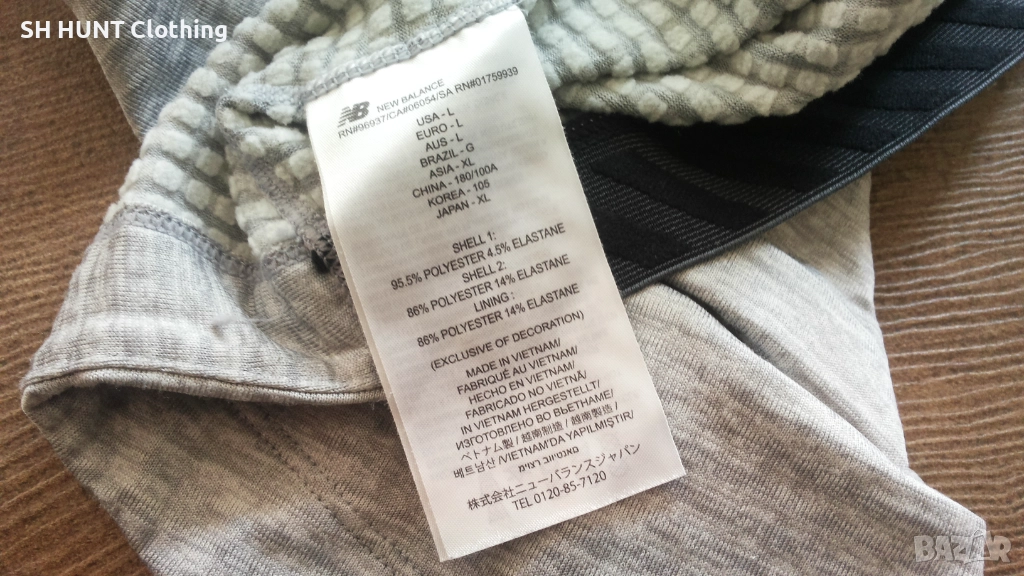 SH HUNT Clothing
NEW BALANCE
RN#96937/CA#06054/SA RN#01759939
USA - L
EURO - L
AUS - L
BRAZIL - G
ASIA - XL
CHINA - 180/100A
KOREA - 105
JAPAN - XL
SHELL 1:
95.5% POLYESTER 4.5% ELASTANE
SHELL 2:
86% POLYESTER 14% ELASTANE
LINING :
86% POLYESTER 14% ELASTANE
(EXCLUSIVE OF DECORATION)
MADE IN VIETNAM/
FABRIQUÉ AU VIETNAM/
HECHO EN VIETNAM/
FABRICADO NO VIETNÃ/
IN VIETNAM HERGESTELLT/
ИЗГОТОВЛЕНО ВО ВЬЕТНАМЕ/
ベトナム製 / 越南制造 / 越南製造 /
베트남산 /VIETNAM'DA YAPILMIŞTIR/
株式会社ニューバランスジャパン
TEL 0120-85-7120
BAZAR